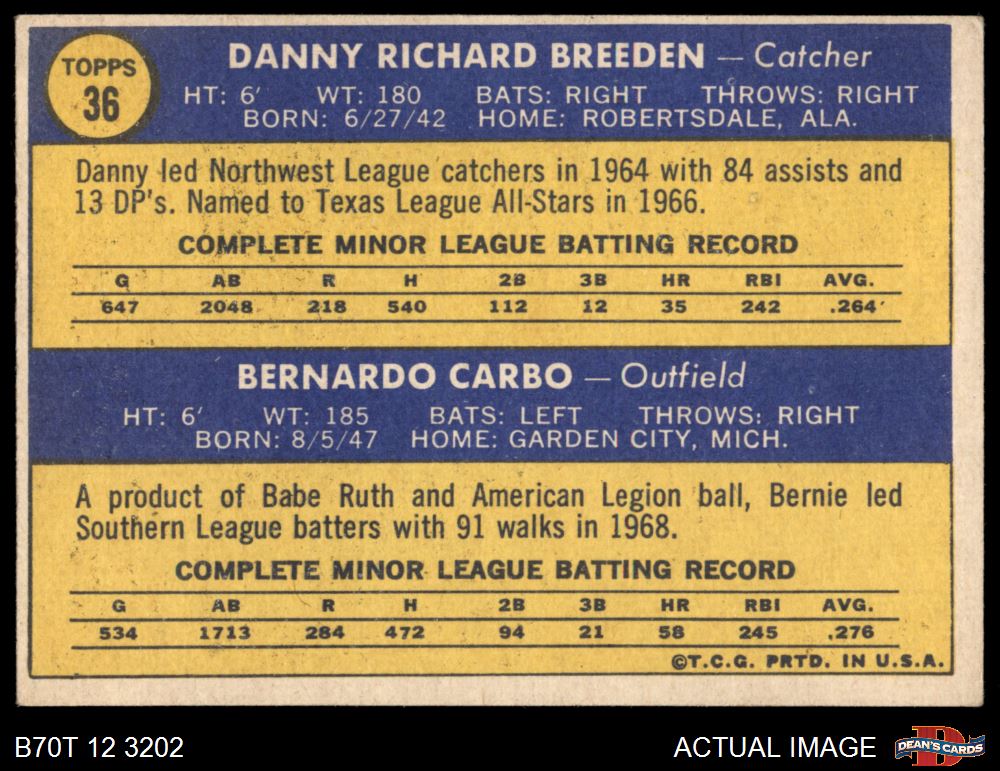 TOPPS
36
DANNY RICHARD BREEDEN — Catcher
HT: 6' WT: 180 BATS: RIGHT THROWS: RIGHT
BORN: 6/27/42 HOME: ROBERTSDALE, ALA.
Danny led Northwest League catchers in 1964 with 84 assists and
13 DP's. Named to Texas League All-Stars in 1966.
COMPLETE MINOR LEAGUE BATTING RECORD
G AB R H 2B 3B HR RBI AVG.
647 2048 218 540 112 12 35 242 .264
BERNARDO CARBO — Outfield
HT: 6' WT: 185 BATS: LEFT THROWS: RIGHT
BORN: 8/5/47 HOME: GARDEN CITY, MICH.
A product of Babe Ruth and American Legion ball, Bernie led
Southern League batters with 91 walks in 1968.
COMPLETE MINOR LEAGUE BATTING RECORD
G AB R H 2B 3B HR RBI AVG.
534 1713 284 472 94 21 58 245 .276
©T.C.G. PRTD. IN U.S.A.
B70T 12 3202
ACTUAL IMAGE
D
DEAN'S CARDS